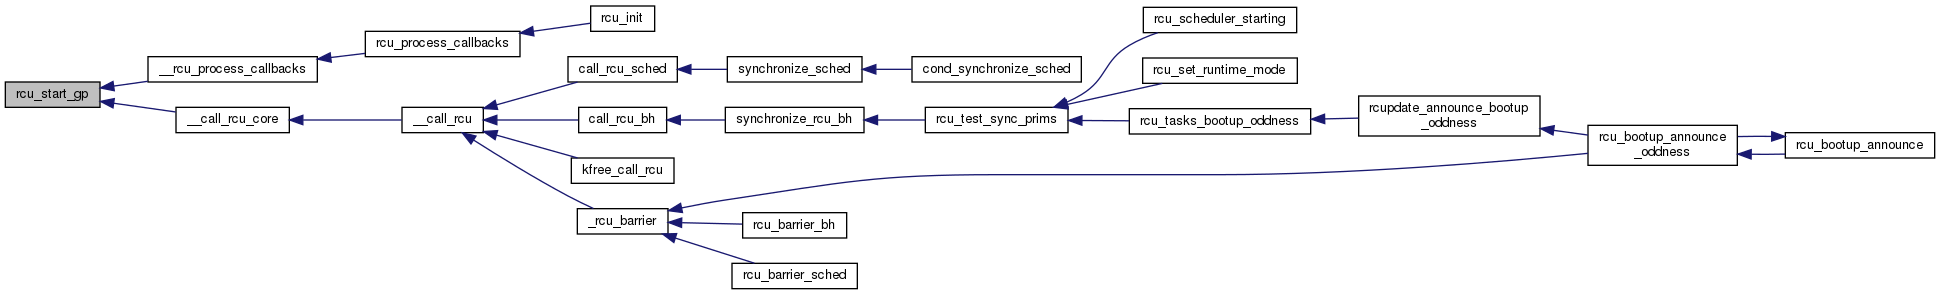 rcu_start_gp
__rcu_process_callbacks
rcu_process_callbacks
rcu_init
__call_rcu_core
__call_rcu
call_rcu_sched
synchronize_sched
cond_synchronize_sched
call_rcu_bh
synchronize_rcu_bh
rcu_test_sync_prims
rcu_scheduler_starting
rcu_set_runtime_mode
rcu_tasks_bootup_oddness
rcupdate_announce_bootup
_oddness
rcu_bootup_announce
_oddness
rcu_bootup_announce
kfree_call_rcu
_rcu_barrier
rcu_barrier_bh
rcu_barrier_sched